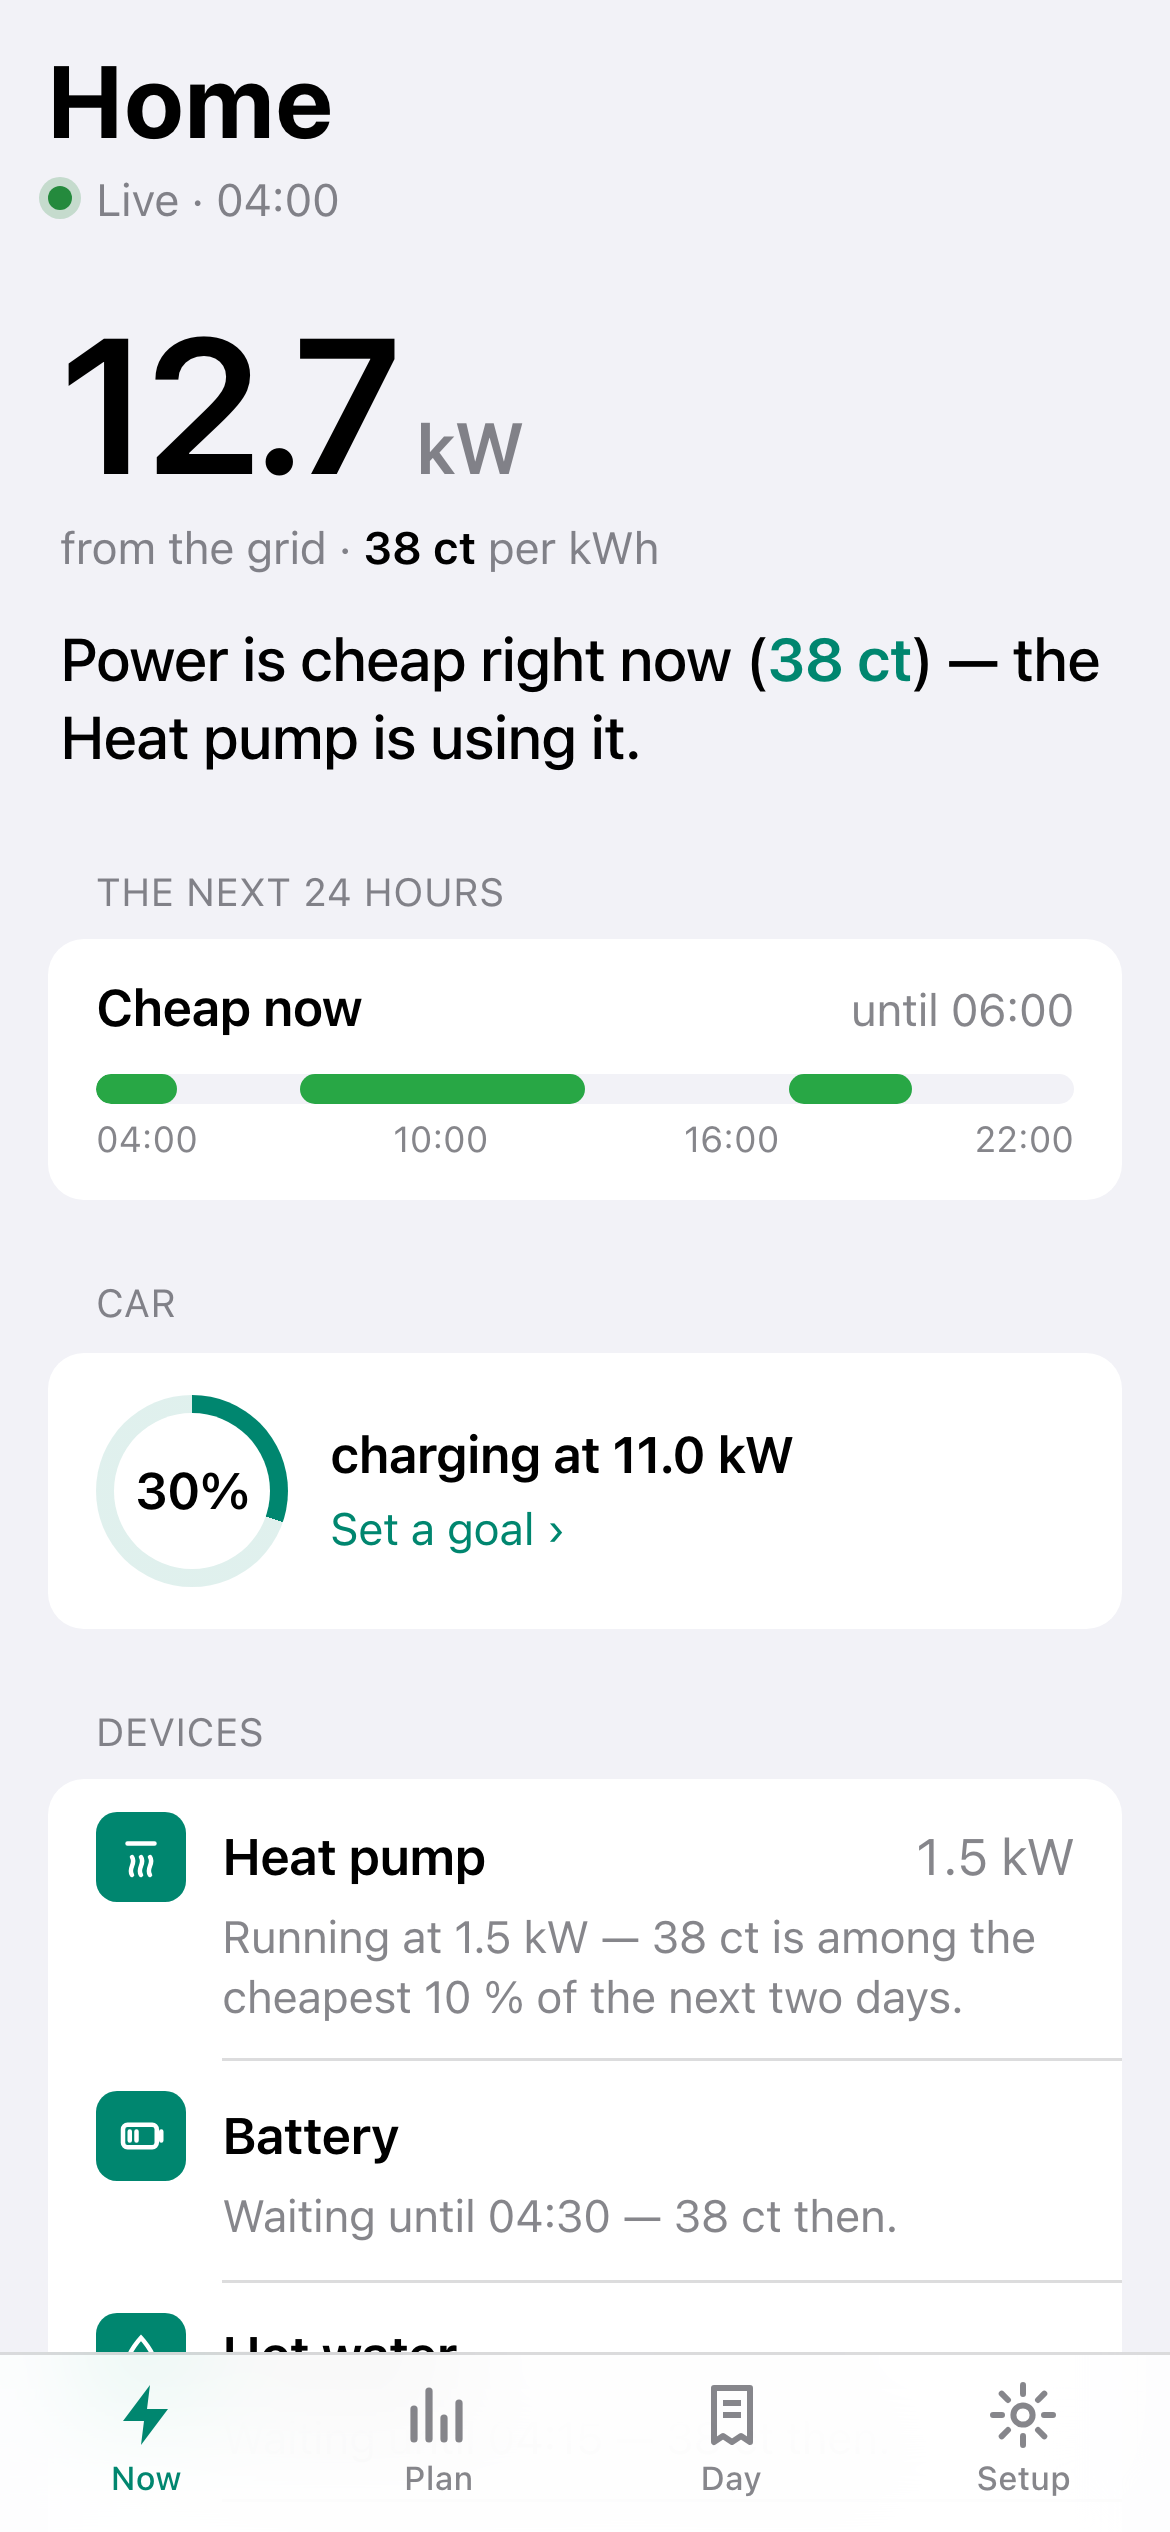 Home
Live · 04:00
12.7 kW
from the grid · 38 ct per kWh
Power is cheap right now (38 ct) — the
Heat pump is using it.
THE NEXT 24 HOURS
Cheap now until 06:00
04:00 10:00 16:00 22:00
CAR
30%
charging at 11.0 kW
Set a goal ›
DEVICES
Heat pump 1.5 kW
Running at 1.5 kW — 38 ct is among the
cheapest 10 % of the next two days.
Battery
Waiting until 04:30 — 38 ct then.
Hot water
Now Plan Day Setup